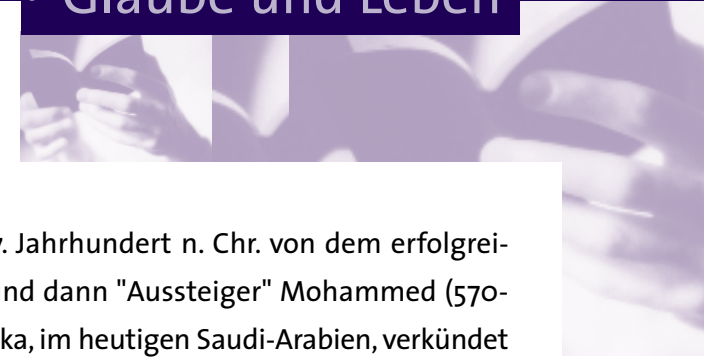 Glaube und Leben
. Jahrhundert n. Chr. von dem erfolgrei-
nd dann "Aussteiger" Mohammed (570-
ka, im heutigen Saudi-Arabien, verkündet